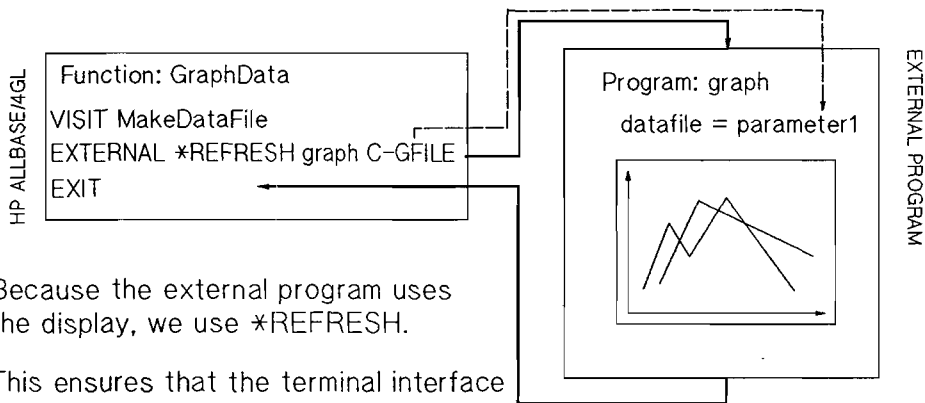 HP ALLBASE/4GL
Function: GraphData
VISIT MakeDataFile
EXTERNAL *REFRESH graph C-GFILE
EXIT
Program: graph
datafile = parameter1
EXTERNAL PROGRAM
Because the external program uses
the display, we use *REFRESH.
This ensures that the terminal interface